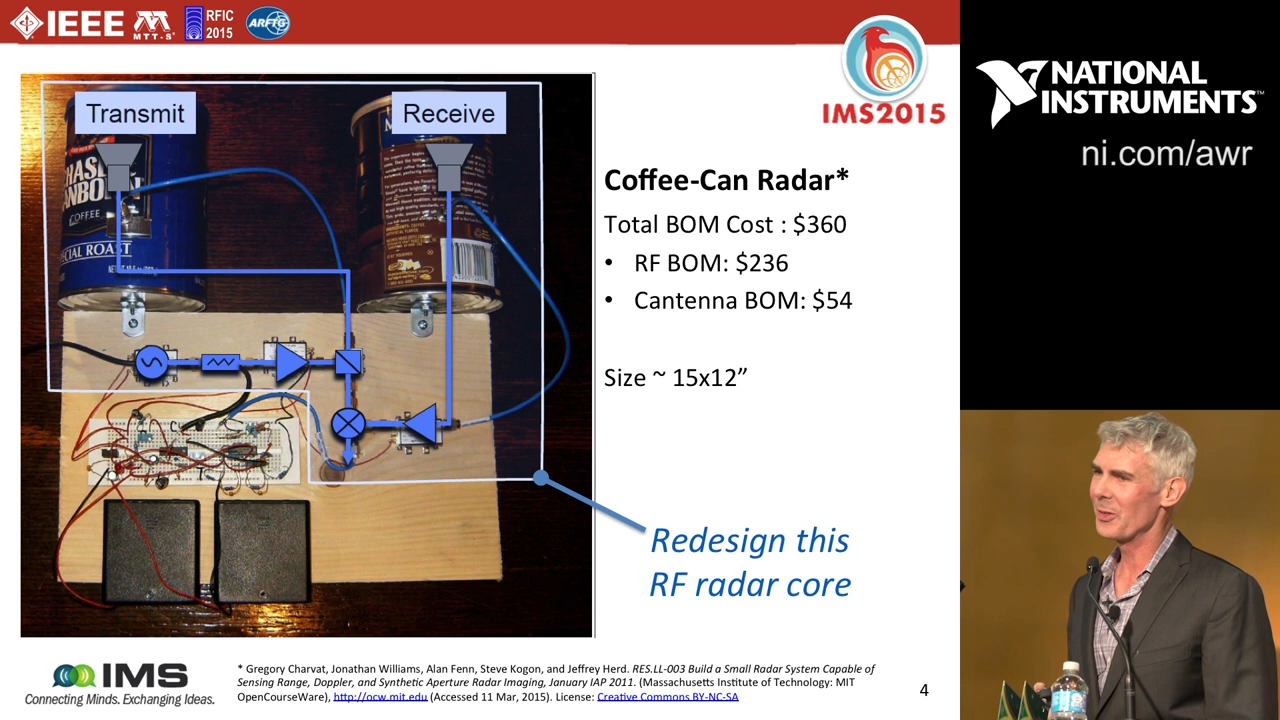 IEEE
MTT-S
RFIC
2015
ARFTG
IMS2015
NATIONAL
INSTRUMENTS
ni.com/awr
Transmit
Receive
COFFEE
SPECIAL ROAST
Coffee-Can Radar*
Total BOM Cost : $360
• RF BOM: $236
• Cantenna BOM: $54
Size ~ 15x12”
Redesign this
RF radar core
IMS
Connecting Minds. Exchanging Ideas.
* Gregory Charvat, Jonathan Williams, Alan Fenn, Steve Kogon, and Jeffrey Herd. RES.LL-003 Build a Small Radar System Capable of
Sensing Range, Doppler, and Synthetic Aperture Radar Imaging, January IAP 2011. (Massachusetts Institute of Technology: MIT
OpenCourseWare), http://ocw.mit.edu (Accessed 11 Mar, 2015). License: Creative Commons BY-NC-SA
4